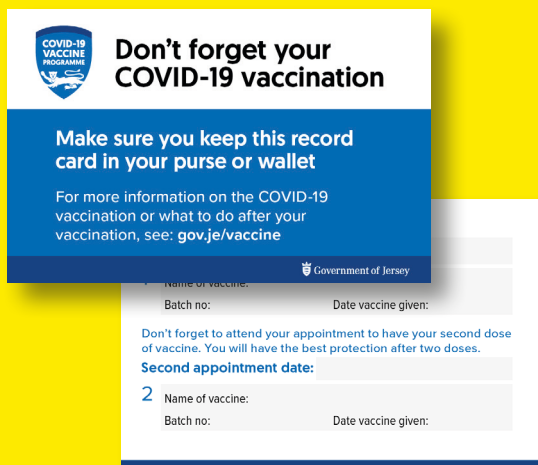 COVID-19
VACCINE
PROGRAMME
Don't forget your
COVID-19 vaccination
Make sure you keep this record
card in your purse or wallet
For more information on the COVID-19
vaccination or what to do after your
vaccination, see: gov.je/vaccine
Government of Jersey
Name of vaccine:
Batch no:
Date vaccine given:
Don't forget to attend your appointment to have your second dose
of vaccine. You will have the best protection after two doses.
Second appointment date:
2
Name of vaccine:
Batch no:
Date vaccine given: